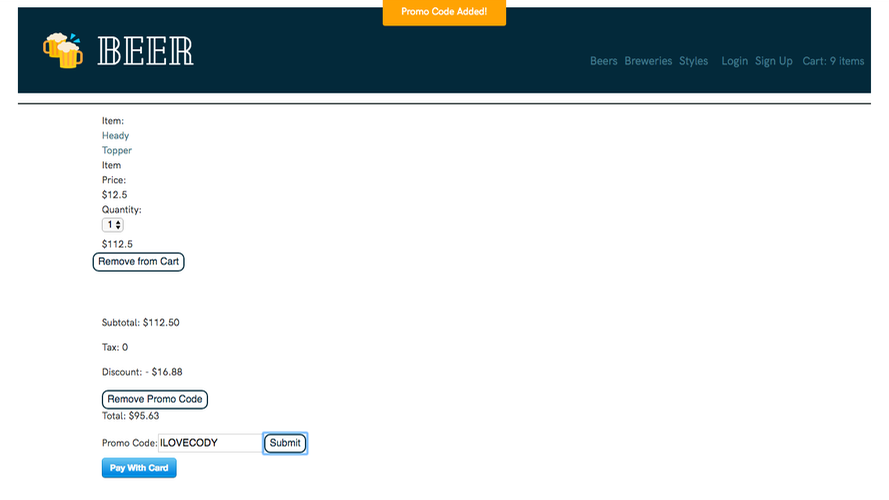 Promo Code Added!
BEER
Beers Breweries Styles Login Sign Up Cart: 9 items
Item:
Heady
Topper
Item
Price:
$12.5
Quantity:
1
$112.5
Remove from Cart
Subtotal: $112.50
Tax: 0
Discount: - $16.88
Remove Promo Code
Total: $95.63
Promo Code: ILOVECODY Submit
Pay With Card